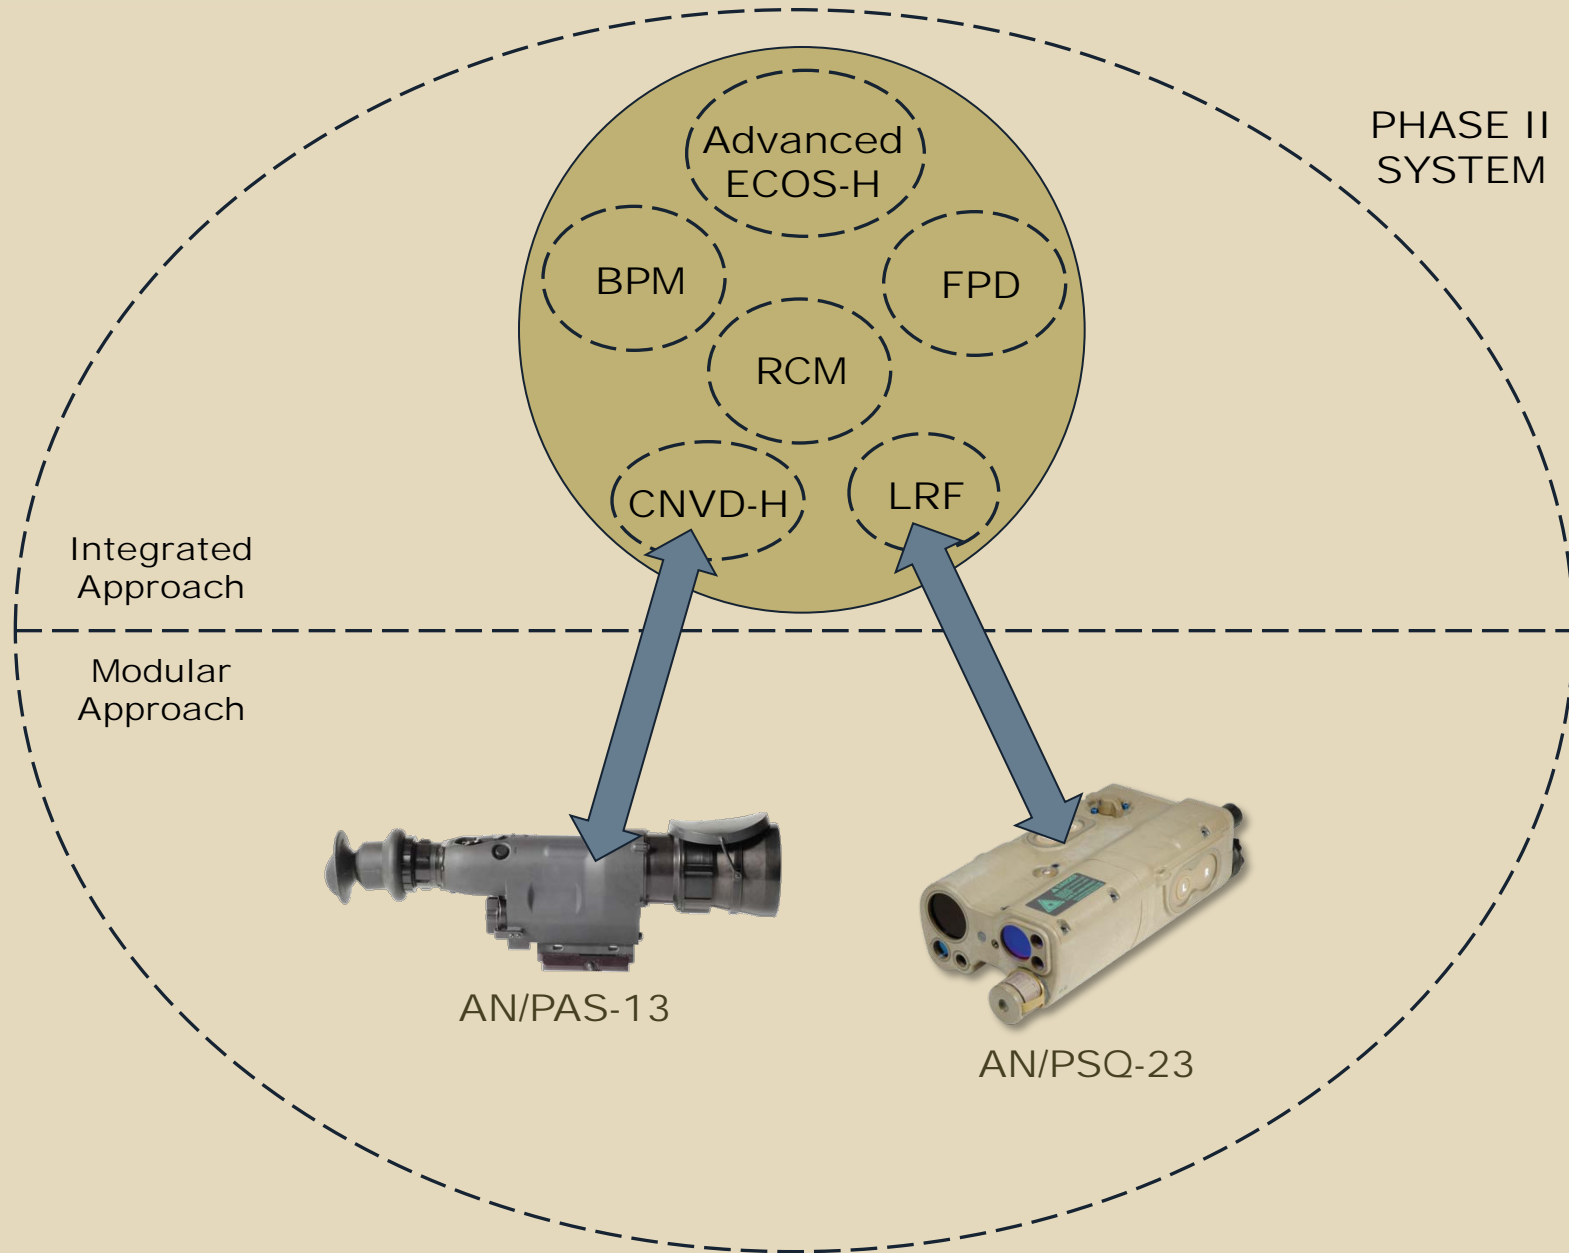 PHASE II
SYSTEM
Advanced
ECOS-H
BPM
FPD
RCM
CNVD-H
LRF
Integrated
Approach
Modular
Approach
AN/PAS-13
AN/PSQ-23